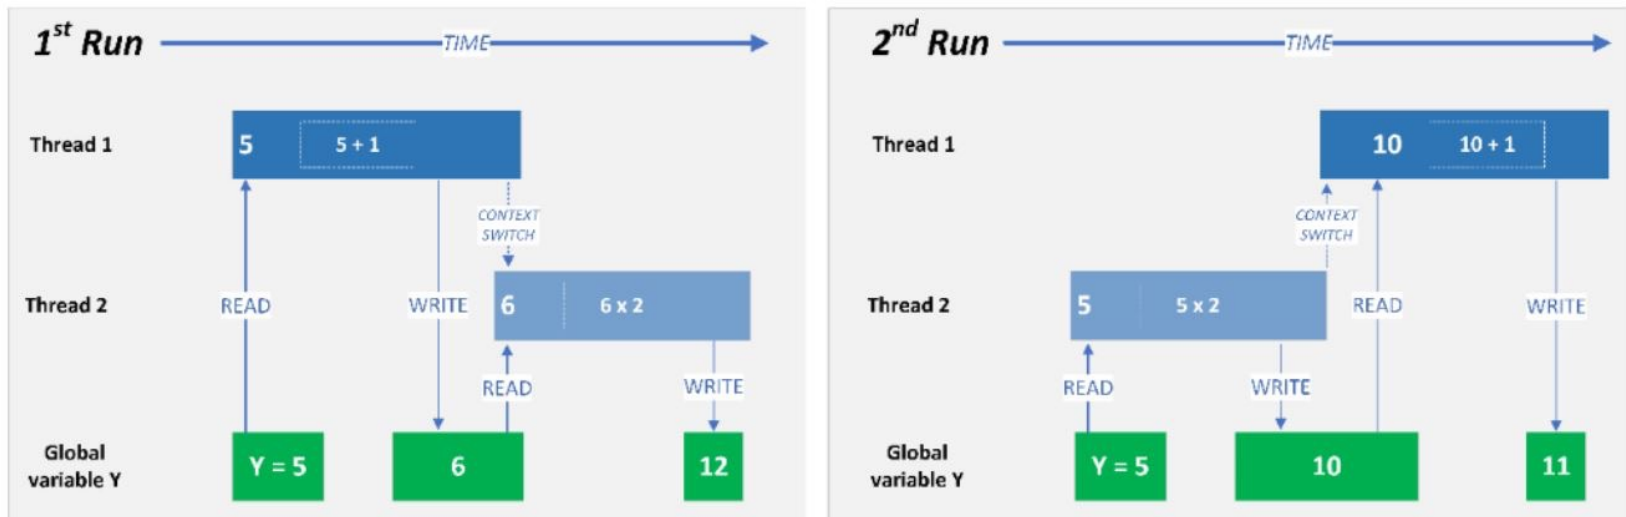 1st Run
TIME
Thread 1
5
5 + 1
CONTEXT
SWITCH
Thread 2
READ
WRITE
6
6 x 2
READ
WRITE
Global
variable Y
Y = 5
6
12
2nd Run
TIME
Thread 1
10
10 + 1
CONTEXT
SWITCH
Thread 2
5
5 x 2
READ
WRITE
READ
WRITE
Global
variable Y
Y = 5
10
11